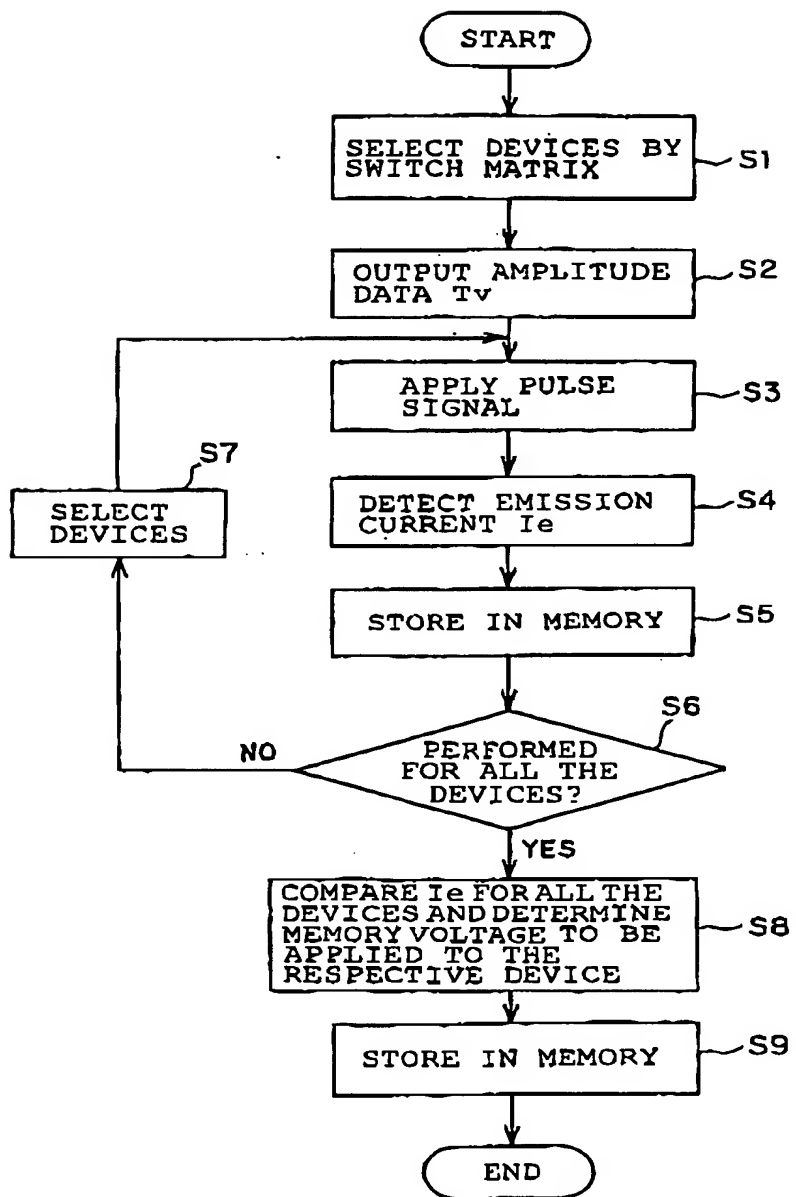 START
SELECT DEVICES BY
SWITCH MATRIX
S1
OUTPUT AMPLITUDE
DATA Tv
S2
APPLY PULSE
SIGNAL
S3
S7
SELECT
DEVICES
DETECT EMISSION
CURRENT Ie
S4
STORE IN MEMORY
S5
S6
NO
PERFORMED
FOR ALL THE
DEVICES?
YES
COMPARE Ie FOR ALL THE
DEVICES AND DETERMINE
MEMORY VOLTAGE TO BE
APPLIED TO THE
RESPECTIVE DEVICE
S8
STORE IN MEMORY
S9
END